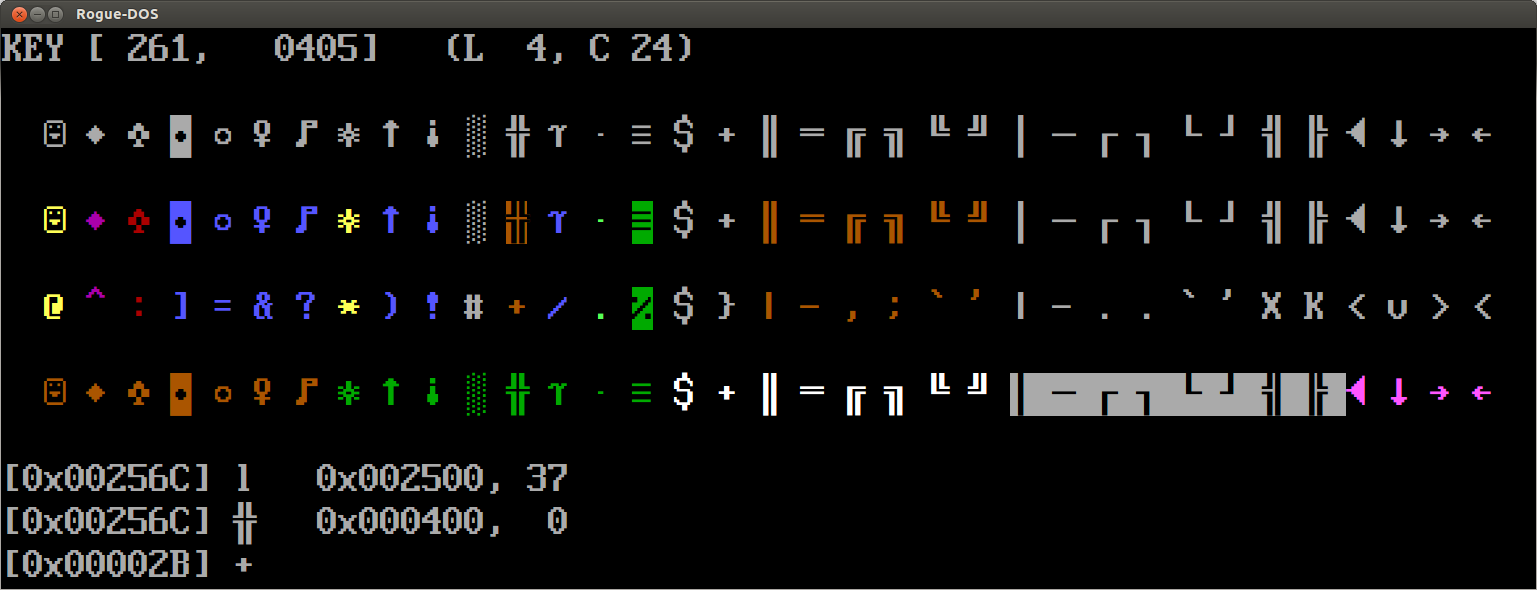 Rogue-DOS
KEY [ 261,   0405]   (L  4, C 24)
☺ ♦ ♣ ◘ o ♀ ♪ ☼ ↑ ¡ ▒ ╬ ϒ · ≡ $ + ║ ═ ╔ ╗ ╚ ╝ │ ─ ┌ ┐ └ ┘ ╣ ╠ ◄ ↓ → ←
☺ ♦ ♣ ◘ o ♀ ♪ ☼ ↑ ¡ ▒ ╬ ϒ · ≡ $ + ║ ═ ╔ ╗ ╚ ╝ │ ─ ┌ ┐ └ ┘ ╣ ╠ ◄ ↓ → ←
@ ^ : ] = & ? * ) ! # + / . % $ } | - , ; ` ' | - . . ` ' X K < v > <
☺ ♦ ♣ ◘ o ♀ ♪ ☼ ↑ ¡ ▒ ╬ ϒ · ≡ $ + ║ ═ ╔ ╗ ╚ ╝ │ ─ ┌ ┐ └ ┘ ╣ ╠ ◄ ↓ → ←
[0x00256C] l   0x002500, 37
[0x00256C] ╬   0x000400,  0
[0x00002B] +